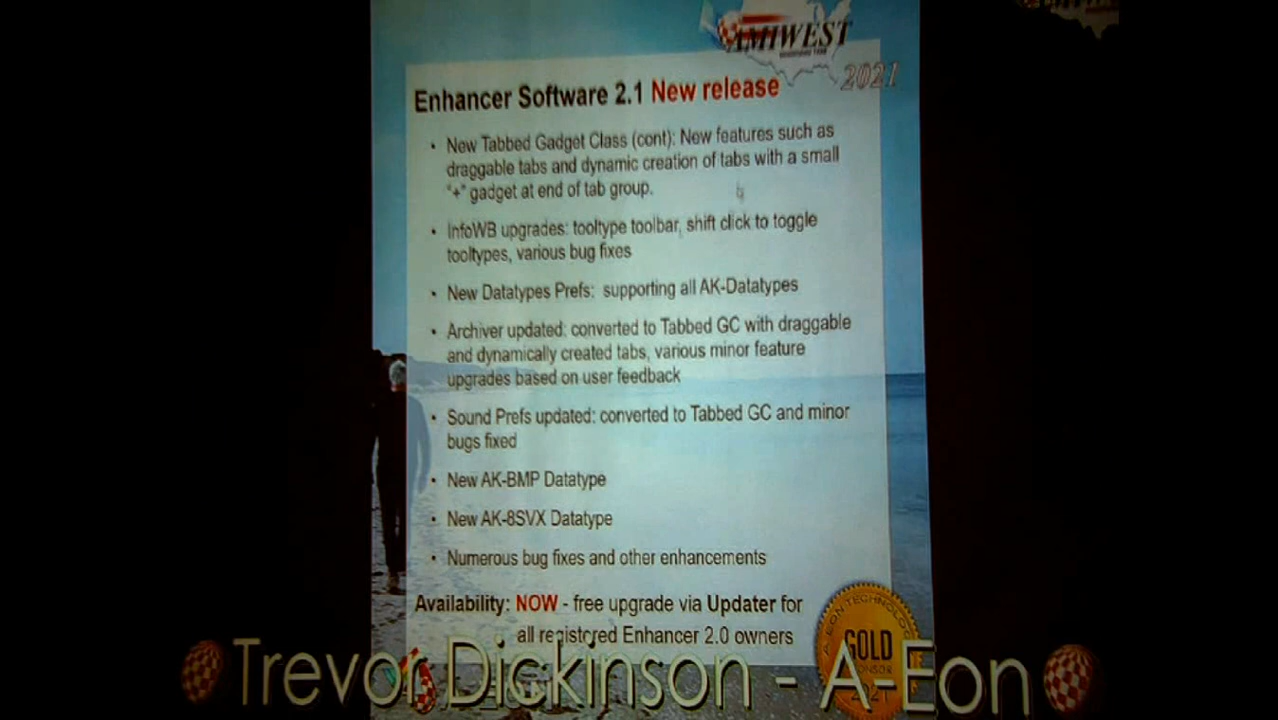 AMIWEST
2021
Enhancer Software 2.1 New release
• New Tabbed Gadget Class (cont): New features such as
draggable tabs and dynamic creation of tabs with a small
"+" gadget at end of tab group.
• InfoWB upgrades: tooltype toolbar, shift click to toggle
tooltypes, various bug fixes
• New Datatypes Prefs: supporting all AK-Datatypes
• Archiver updated: converted to Tabbed GC with draggable
and dynamically created tabs, various minor feature
upgrades based on user feedback
• Sound Prefs updated: converted to Tabbed GC and minor
bugs fixed
• New AK-BMP Datatype
• New AK-8SVX Datatype
• Numerous bug fixes and other enhancements
Availability: NOW - free upgrade via Updater for
all registored Enhancer 2.0 owners
A-EON TECHNOLO
GOLD
Trevor Dickinson - A-Eon